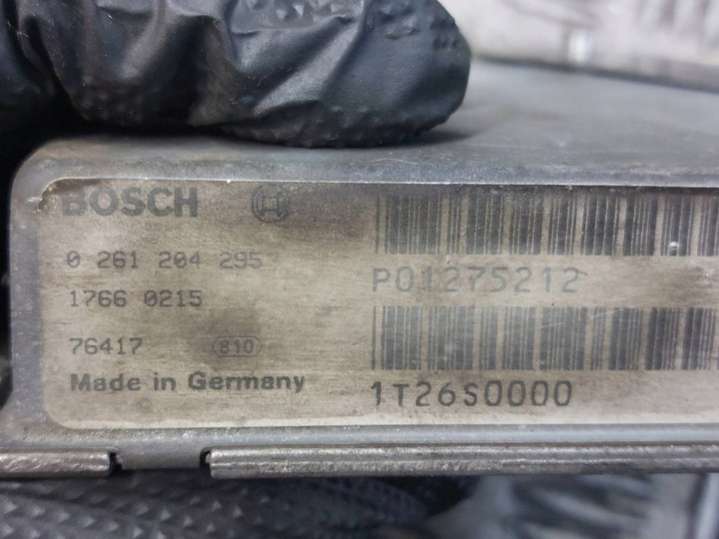 BOSCH
0 261 204 295
1766 0215
76417 810
Made in Germany
P01275212
1T26S0000